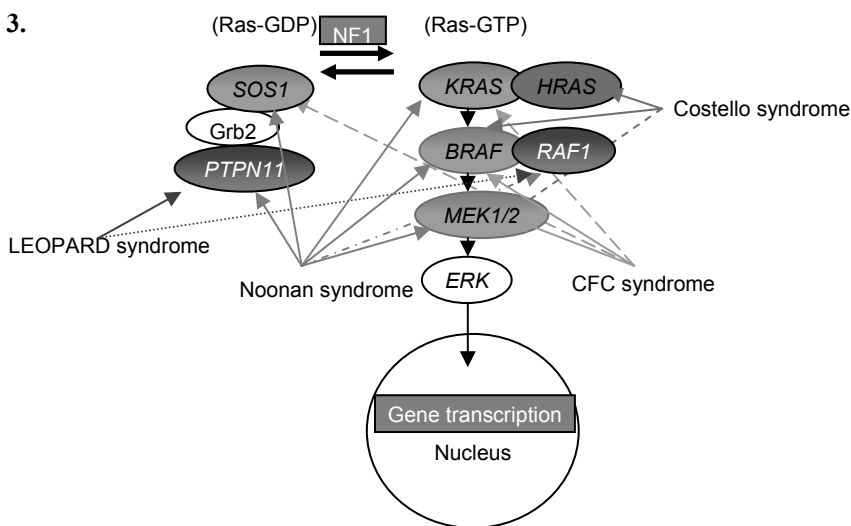 3.
(Ras-GDP) NF1 (Ras-GTP)
SOS1
KRAS HRAS
Costello syndrome
Grb2
BRAF RAF1
PTPN11
MEK1/2
LEOPARD syndrome
Noonan syndrome ERK CFC syndrome
Gene transcription
Nucleus